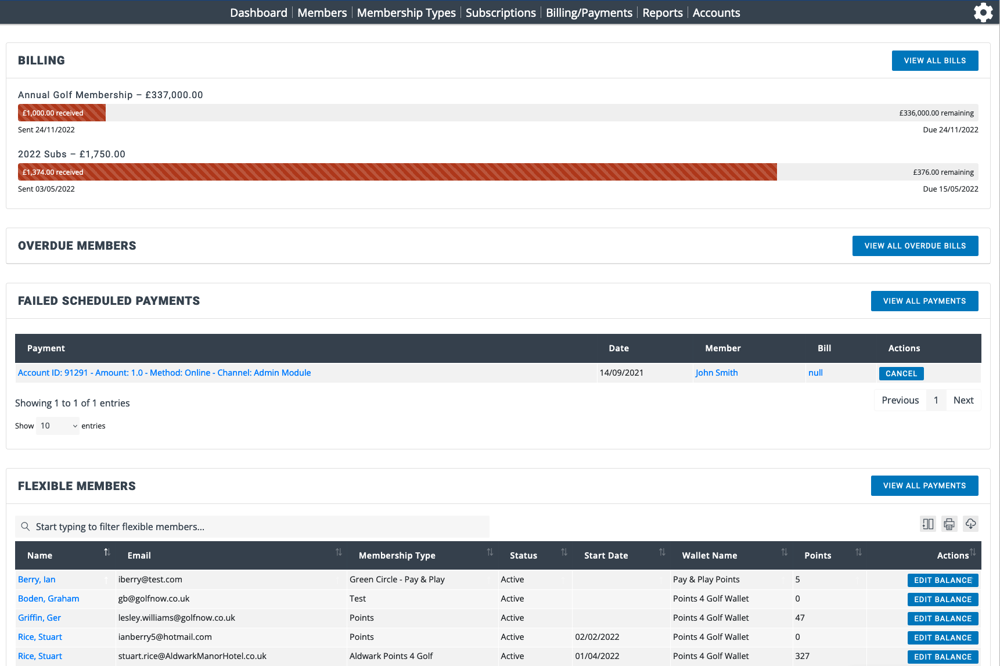 Dashboard Members Membership Types Subscriptions Billing/Payments Reports Accounts
BILLING
VIEW ALL BILLS
Annual Golf Membership – £337,000.00
£1,000.00 received £336,000.00 remaining
Sent 24/11/2022 Due 24/11/2022
2022 Subs – £1,750.00
£1,374.00 received £376.00 remaining
Sent 03/05/2022 Due 15/05/2022
OVERDUE MEMBERS
VIEW ALL OVERDUE BILLS
FAILED SCHEDULED PAYMENTS
VIEW ALL PAYMENTS
Payment Date Member Bill Actions
Account ID: 91291 - Amount: 1.0 - Method: Online - Channel: Admin Module 14/09/2021 John Smith null CANCEL
Showing 1 to 1 of 1 entries
Previous 1 Next
Show 10 entries
FLEXIBLE MEMBERS
VIEW ALL PAYMENTS
Start typing to filter flexible members...
Name Email Membership Type Status Start Date Wallet Name Points Actions
Berry, Ian iberry@test.com Green Circle - Pay & Play Active Pay & Play Points 5 EDIT BALANCE
Boden, Graham gb@golfnow.co.uk Test Active Points 4 Golf Wallet 0 EDIT BALANCE
Griffin, Ger lesley.williams@golfnow.co.uk Points Active Points 4 Golf Wallet 47 EDIT BALANCE
Rice, Stuart ianberry5@hotmail.com Points Active 02/02/2022 Points 4 Golf Wallet 0 EDIT BALANCE
Rice, Stuart stuart.rice@AldwarkManorHotel.co.uk Aldwark Points 4 Golf Active 01/04/2022 Points 4 Golf Wallet 327 EDIT BALANCE